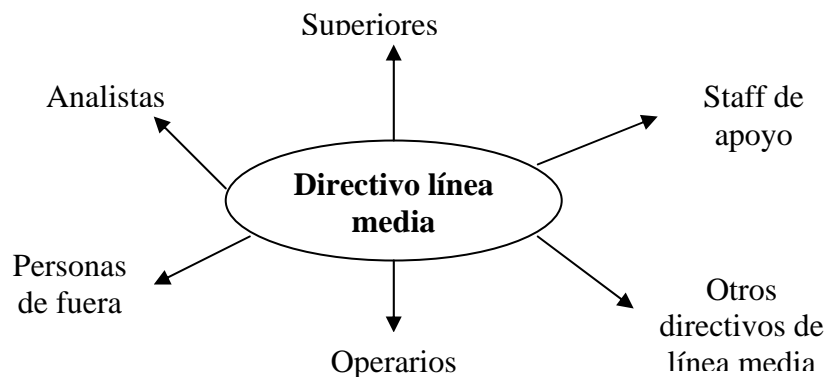 Superiores
Analistas
Staff de
apoyo
Directivo línea
media
Personas
de fuera
Otros
directivos de
línea media
Operarios